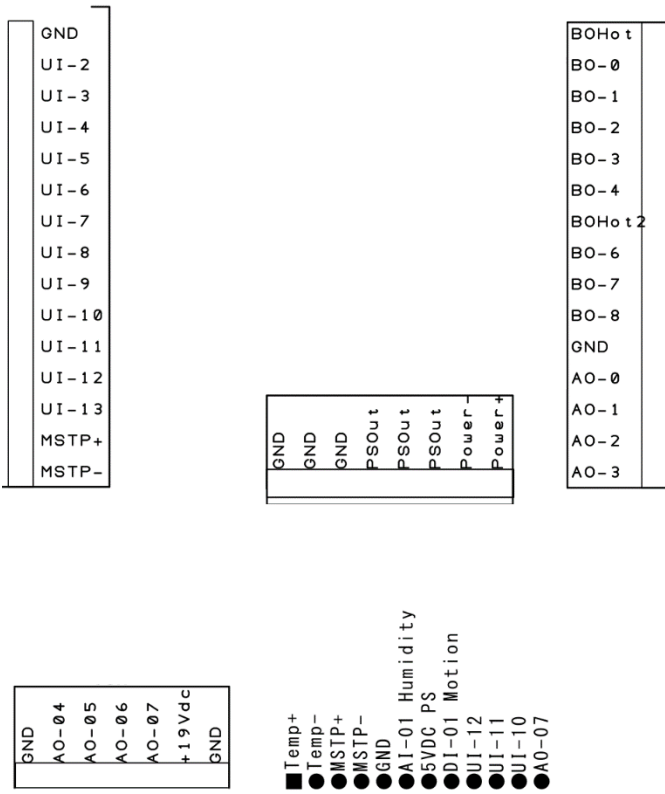 GND
UI-2
UI-3
UI-4
UI-5
UI-6
UI-7
UI-8
UI-9
UI-10
UI-11
UI-12
UI-13
MSTP+
MSTP-
BOHot
BO-0
BO-1
BO-2
BO-3
BO-4
BOHot2
BO-6
BO-7
BO-8
GND
AO-0
AO-1
AO-2
AO-3
GND
GND
GND
PSOut
PSOut
PSOut
Power-
Power+
GND
AO-04
AO-05
AO-06
AO-07
+19Vdc
GND
Temp+
Temp-
MSTP+
MSTP-
GND
AI-01 Humidity
5VDC PS
DI-01 Motion
UI-12
UI-11
UI-10
AO-07